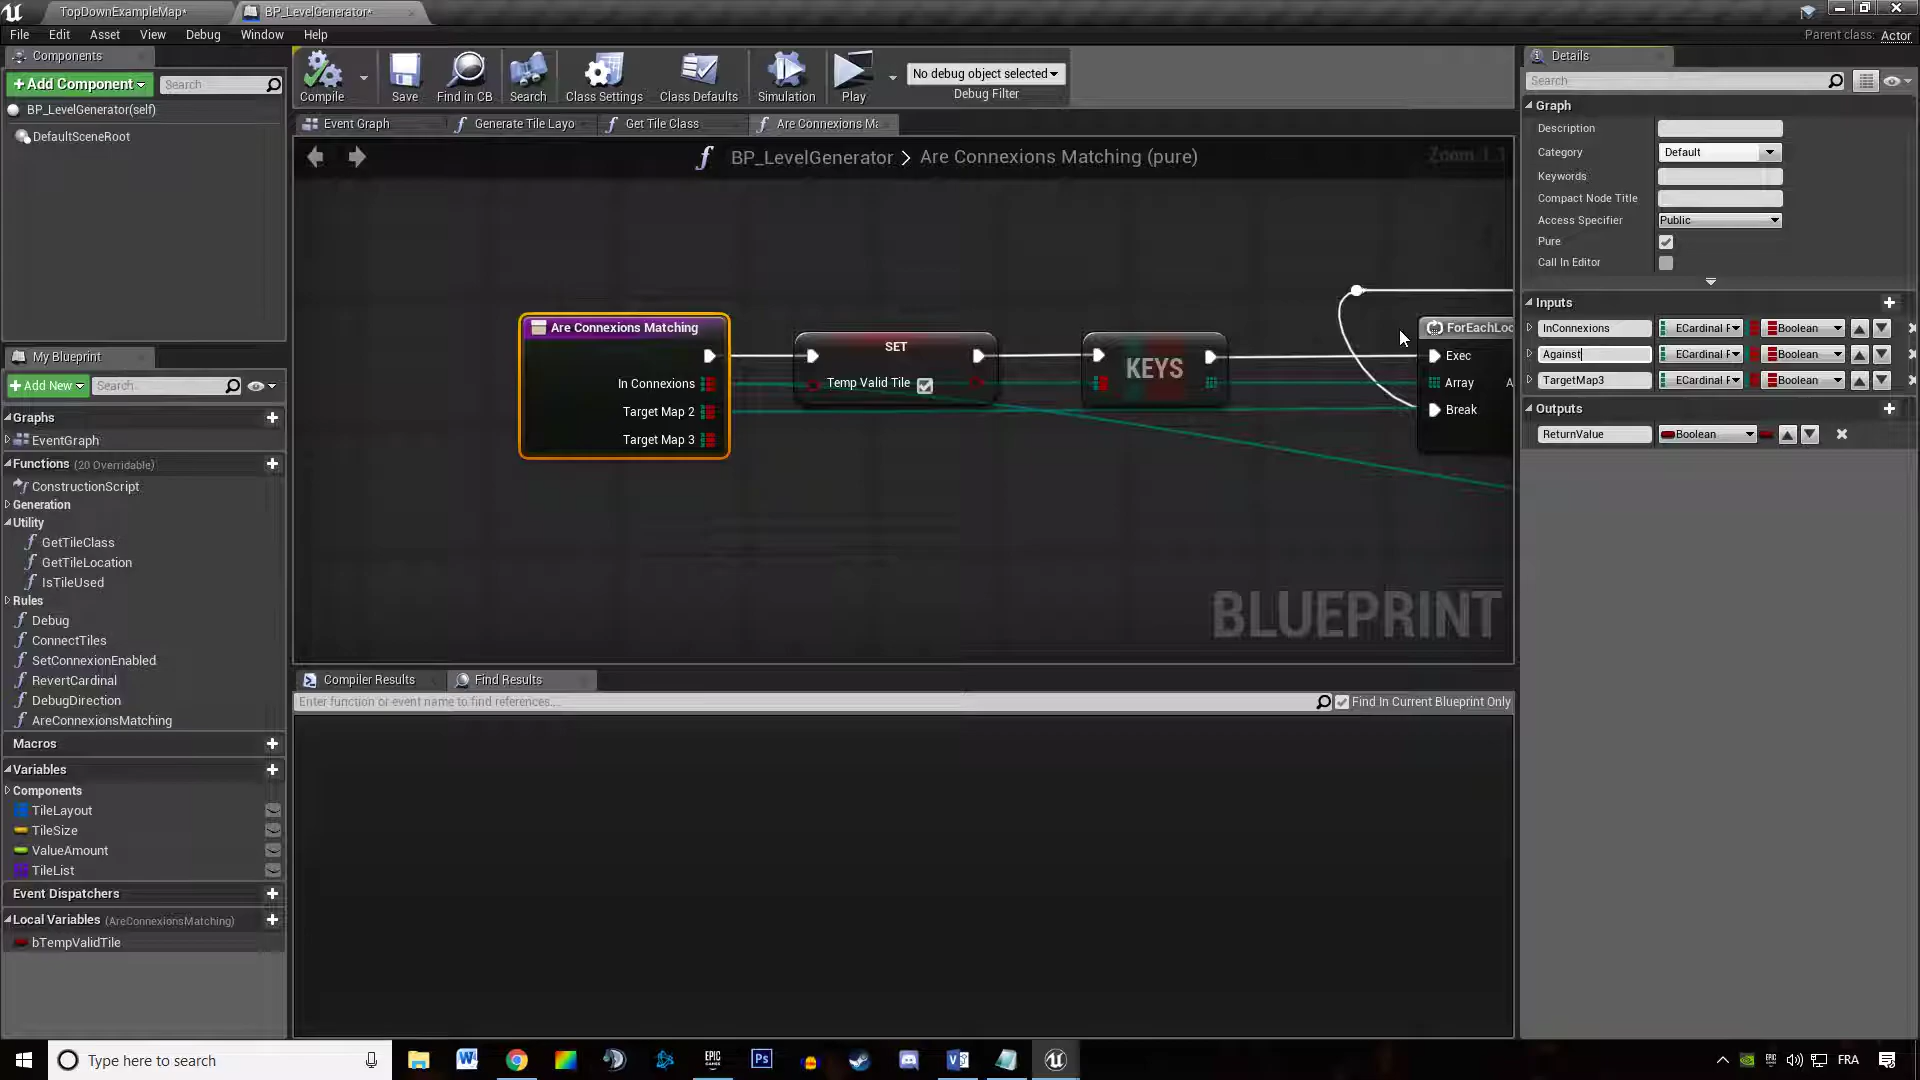 TopDownExampleMap*
BP_LevelGenerator*
File Edit Asset View Debug Window Help
Parent class: Actor
Components
+Add Component
Search
BP_LevelGenerator(self)
DefaultSceneRoot
Compile
Save
Find in CB
Search
Class Settings
Class Defaults
Simulation
Play
No debug object selected
Debug Filter
Event Graph
Generate Tile Layo
Get Tile Class
Are Connexions Ma
BP_LevelGenerator > Are Connexions Matching (pure)
Are Connexions Matching
In Connexions
Target Map 2
Target Map 3
SET
Temp Valid Tile
KEYS
ForEachLoo
Exec
Array
A
Break
BLUEPRINT
My Blueprint
+Add New
Search
Graphs
EventGraph
Functions (20 Overridable)
ConstructionScript
Generation
Utility
GetTileClass
GetTileLocation
IsTileUsed
Rules
Debug
ConnectTiles
SetConnexionEnabled
RevertCardinal
DebugDirection
AreConnexionsMatching
Macros
Variables
Components
TileLayout
TileSize
ValueAmount
TileList
Event Dispatchers
Local Variables (AreConnexionsMatching)
bTempValidTile
Compiler Results
Find Results
Enter function or event name to find references...
Find In Current Blueprint Only
Details
Search
Graph
Description
Category Default
Keywords
Compact Node Title
Access Specifier Public
Pure
Call In Editor
Inputs
InConnexions Boolean
Against Boolean
TargetMap3 Boolean
Outputs
ReturnValue Boolean
Type here to search
FRA